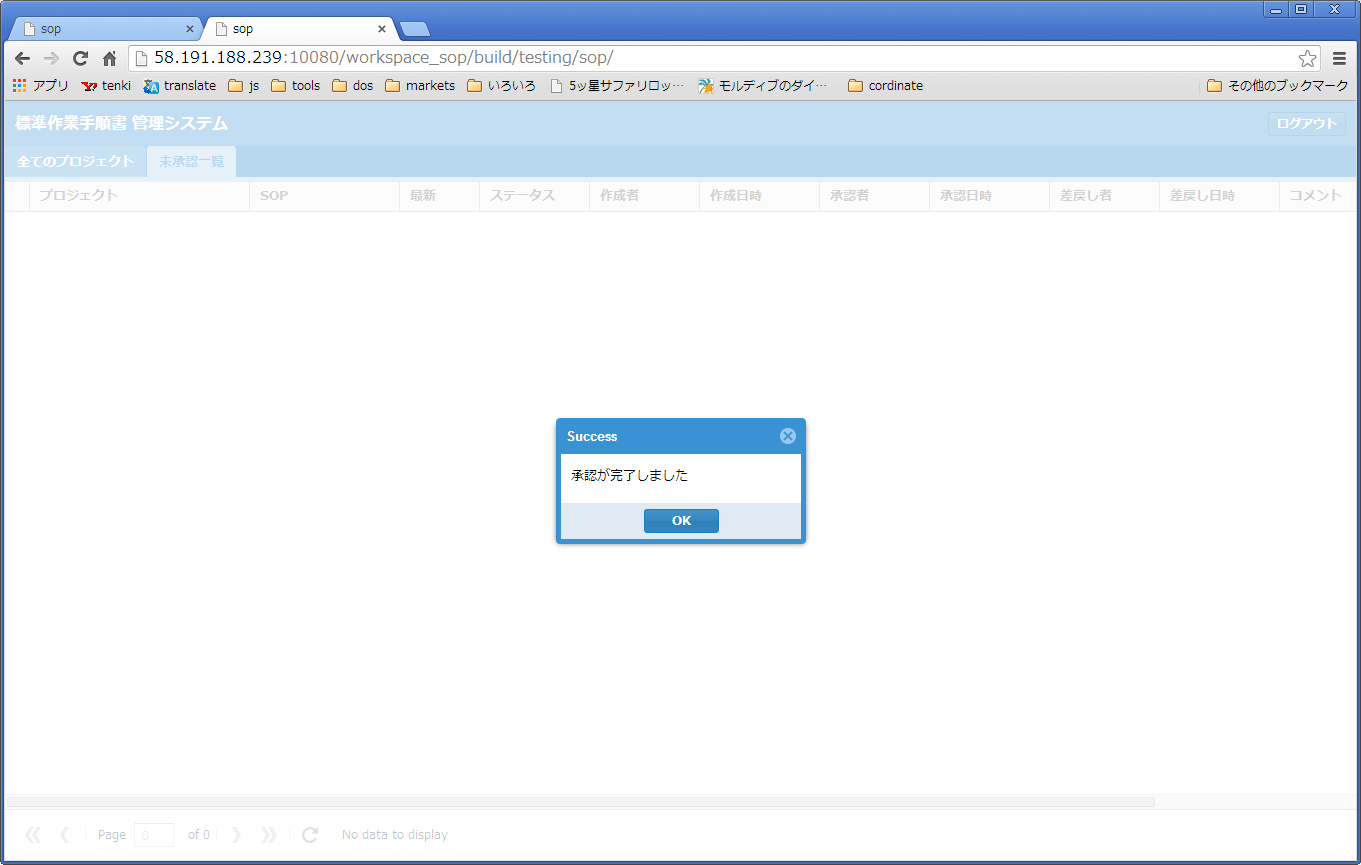 sop
sop
58.191.188.239:10080/workspace_sop/build/testing/sop/
アプリ tenki translate js tools dos markets いろいろ 5ッ星サファリロッ… モルディブのダイ… cordinate その他のブックマーク
標準作業手順書 管理システム ログアウト
全てのプロジェクト 未承認一覧
プロジェクト SOP 最新 ステータス 作成者 作成日時 承認者 承認日時 差戻し者 差戻し日時 コメント
Success
承認が完了しました
OK
Page 0 of 0 No data to display